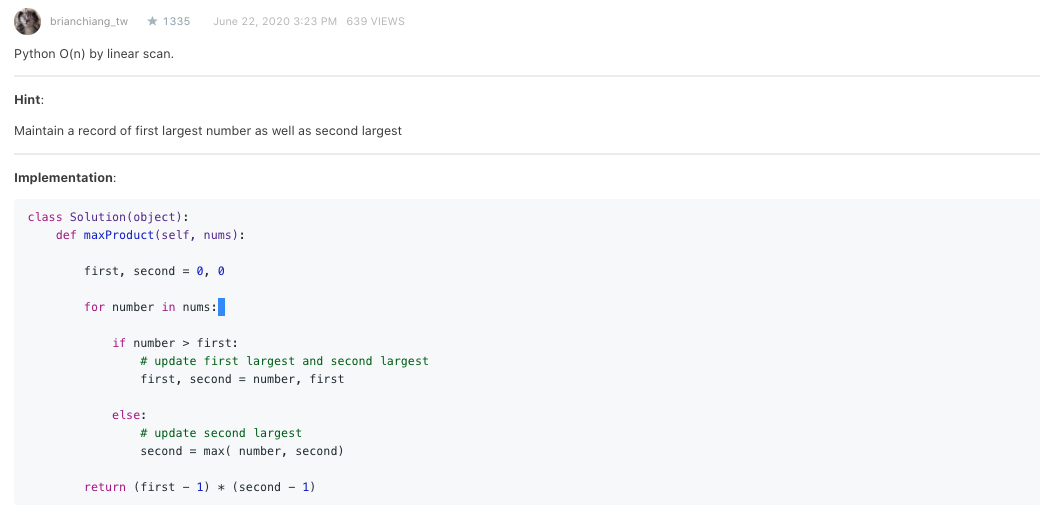 brianchiang_tw ★ 1335 June 22, 2020 3:23 PM 639 VIEWS
Python O(n) by linear scan.
Hint:
Maintain a record of first largest number as well as second largest
Implementation:
class Solution(object):
    def maxProduct(self, nums):
        first, second = 0, 0
        for number in nums:
            if number > first:
                # update first largest and second largest
                first, second = number, first
            else:
                # update second largest
                second = max( number, second)
        return (first - 1) * (second - 1)